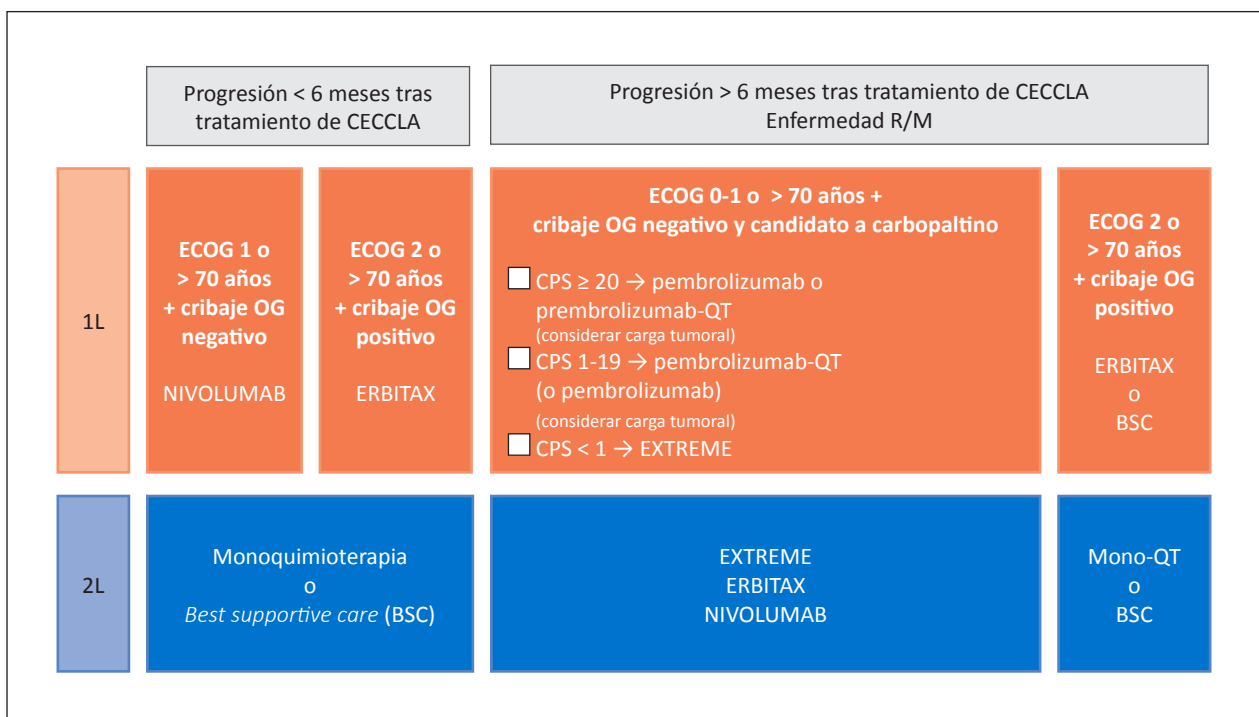 Progresión < 6 meses tras
tratamiento de CECCLA
Progresión > 6 meses tras tratamiento de CECCLA
Enfermedad R/M
1L
ECOG 1 o
> 70 años
+ cribaje OG
negativo
NIVOLUMAB
ECOG 2 o
> 70 años
+ cribaje OG
positivo
ERBITAX
ECOG 0-1 o > 70 años +
cribaje OG negativo y candidato a carbopaltino
CPS ≥ 20 → pembrolizumab o
prembrolizumab-QT
(considerar carga tumoral)
CPS 1-19 → pembrolizumab-QT
(o pembrolizumab)
(considerar carga tumoral)
CPS < 1 → EXTREME
ECOG 2 o
> 70 años
+ cribaje OG
positivo
ERBITAX
o
BSC
2L
Monoquimioterapia
o
Best supportive care (BSC)
EXTREME
ERBITAX
NIVOLUMAB
Mono-QT
o
BSC